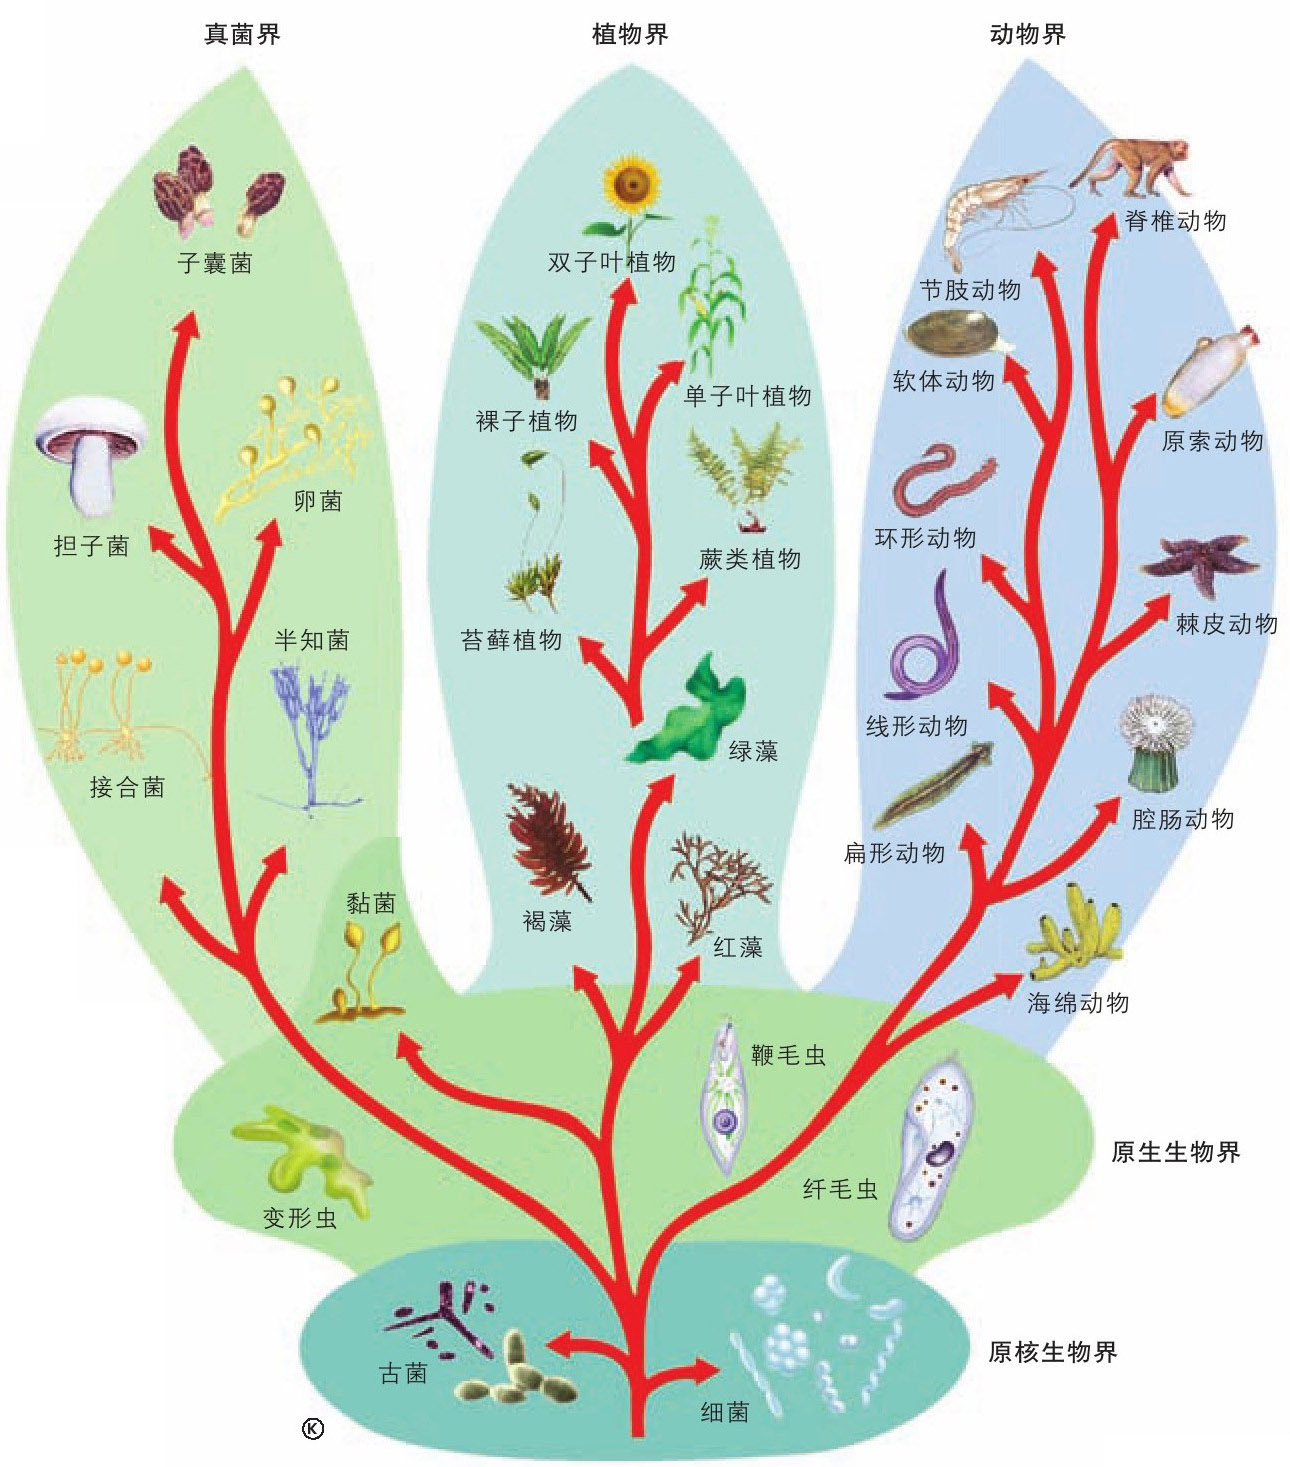 真菌界
植物界
动物界
子囊菌
双子叶植物
脊椎动物
节肢动物
软体动物
单子叶植物
裸子植物
原索动物
卵菌
担子菌
环形动物
蕨类植物
棘皮动物
苔藓植物
半知菌
线形动物
绿藻
接合菌
腔肠动物
扁形动物
黏菌
褐藻
红藻
海绵动物
鞭毛虫
原生生物界
纤毛虫
变形虫
原核生物界
古菌
细菌
Ⓚ